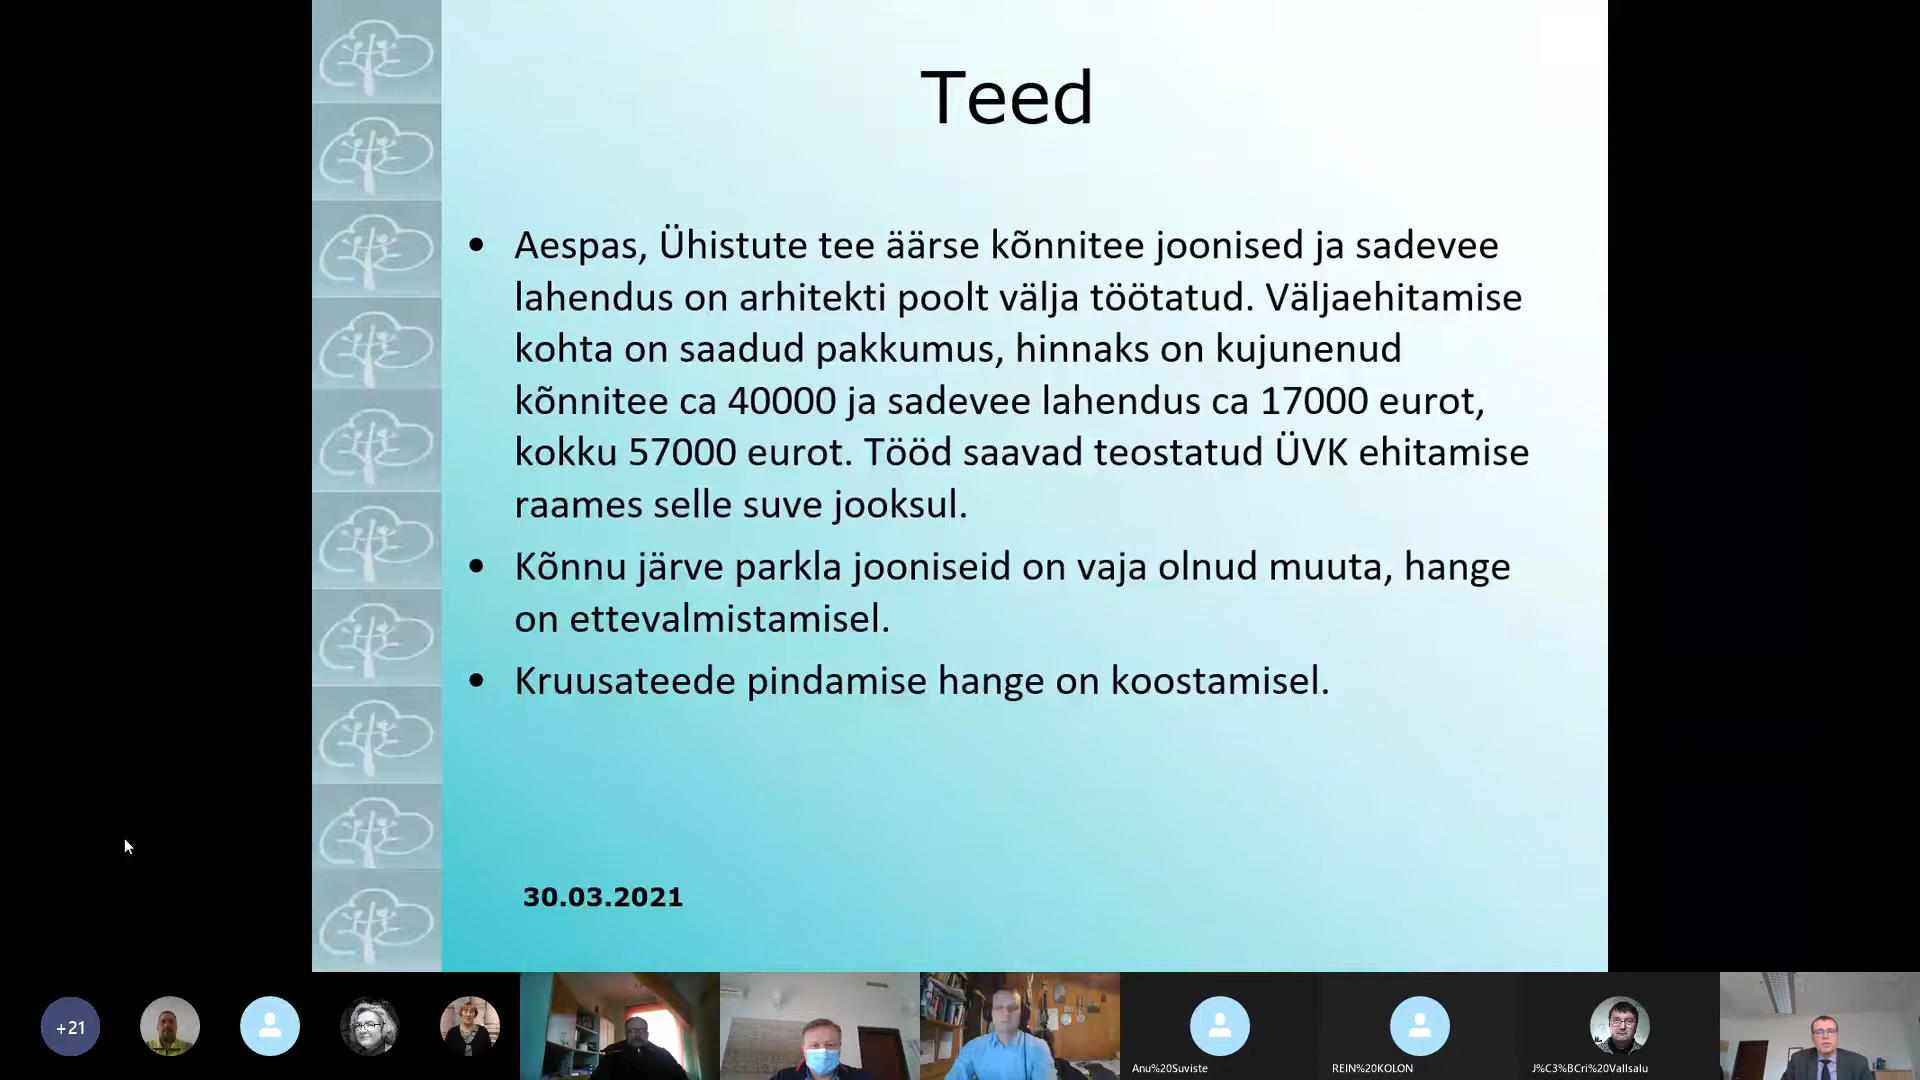 Teed
• Aespas, Ühistute tee äärse kõnnitee joonised ja sadevee
lahendus on arhitekti poolt välja töötatud. Väljaehitamise
kohta on saadud pakkumus, hinnaks on kujunenud
kõnnitee ca 40000 ja sadevee lahendus ca 17000 eurot,
kokku 57000 eurot. Tööd saavad teostatud ÜVK ehitamise
raames selle suve jooksul.
• Kõnnu järve parkla jooniseid on vaja olnud muuta, hange
on ettevalmistamisel.
• Kruusateede pindamise hange on koostamisel.
30.03.2021
+21
Anu%20Suviste
REIN%20KOLON
J%C3%BCri%20Vallsalu